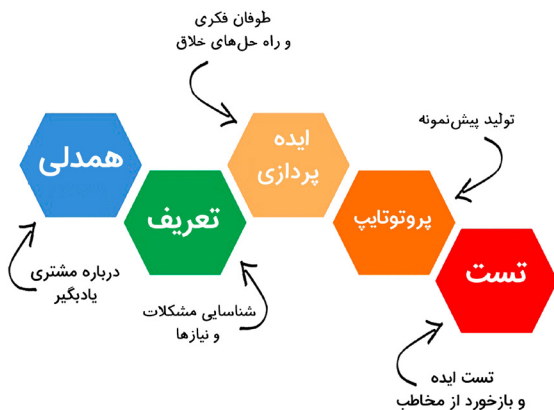 طوفان فکری
و راه حل‌های خلاق
همدلی
ایده
پردازی
تولید پیش‌نمونه
تعریف
پروتوتایپ
درباره مشتری
یادبگیر
شناسایی مشکلات
و نیازها
تست
تست ایده
و بازخورد از مخاطب